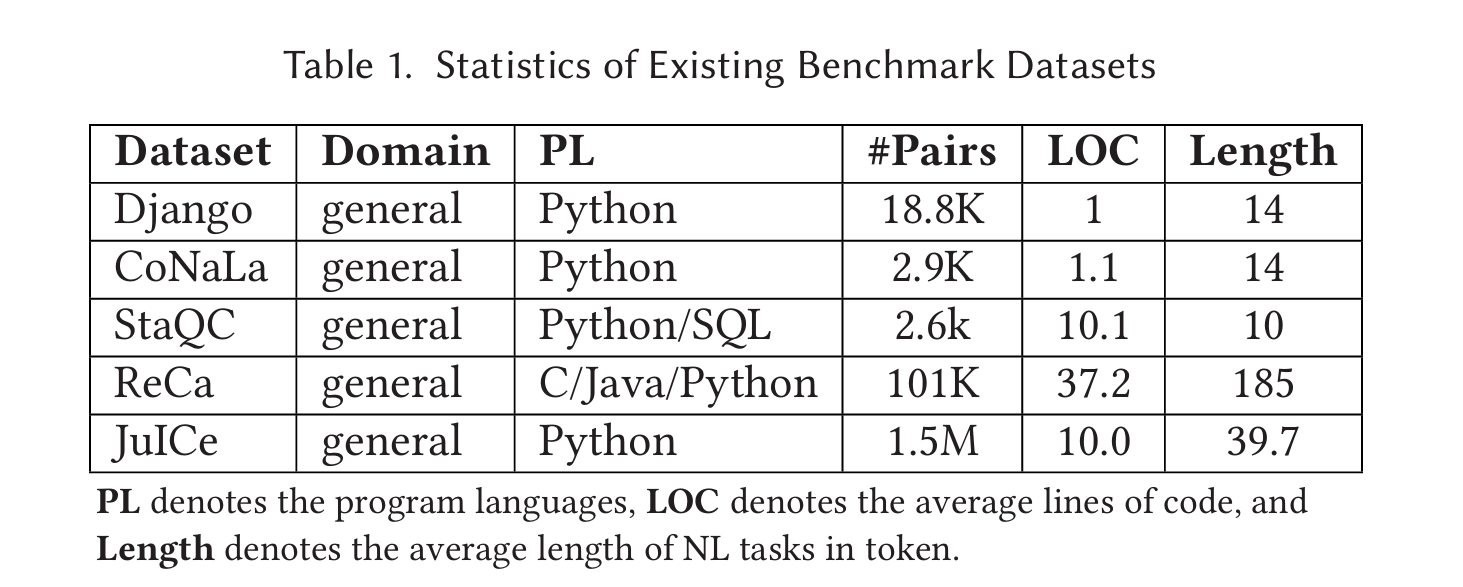 Table 1. Statistics of Existing Benchmark Datasets
Dataset Domain PL #Pairs LOC Length
Django general Python 18.8K 1 14
CoNaLa general Python 2.9K 1.1 14
StaQC general Python/SQL 2.6k 10.1 10
ReCa general C/Java/Python 101K 37.2 185
JuICe general Python 1.5M 10.0 39.7
PL denotes the program languages, LOC denotes the average lines of code, and
Length denotes the average length of NL tasks in token.